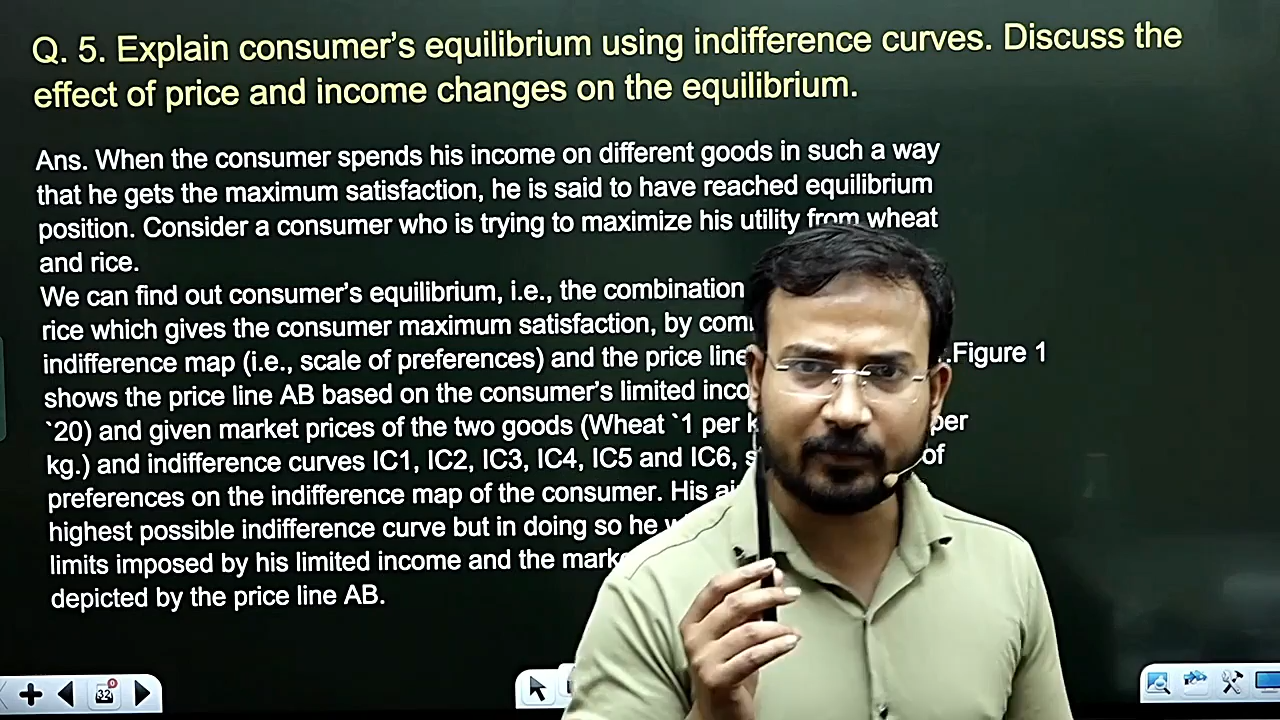 Q. 5. Explain consumer's equilibrium using indifference curves. Discuss the
effect of price and income changes on the equilibrium.
Ans. When the consumer spends his income on different goods in such a way
that he gets the maximum satisfaction, he is said to have reached equilibrium
position. Consider a consumer who is trying to maximize his utility from wheat
and rice.
We can find out consumer's equilibrium, i.e., the combination
rice which gives the consumer maximum satisfaction, by
indifference map (i.e., scale of preferences) and the price line .Figure 1
shows the price line AB based on the consumer's limited
`20) and given market prices of the two goods (Wheat `1 per per
kg.) and indifference curves IC1, IC2, IC3, IC4, IC5 and IC6, of
preferences on the indifference map of the consumer. His
highest possible indifference curve but in doing so he
limits imposed by his limited income and the
depicted by the price line AB.
32